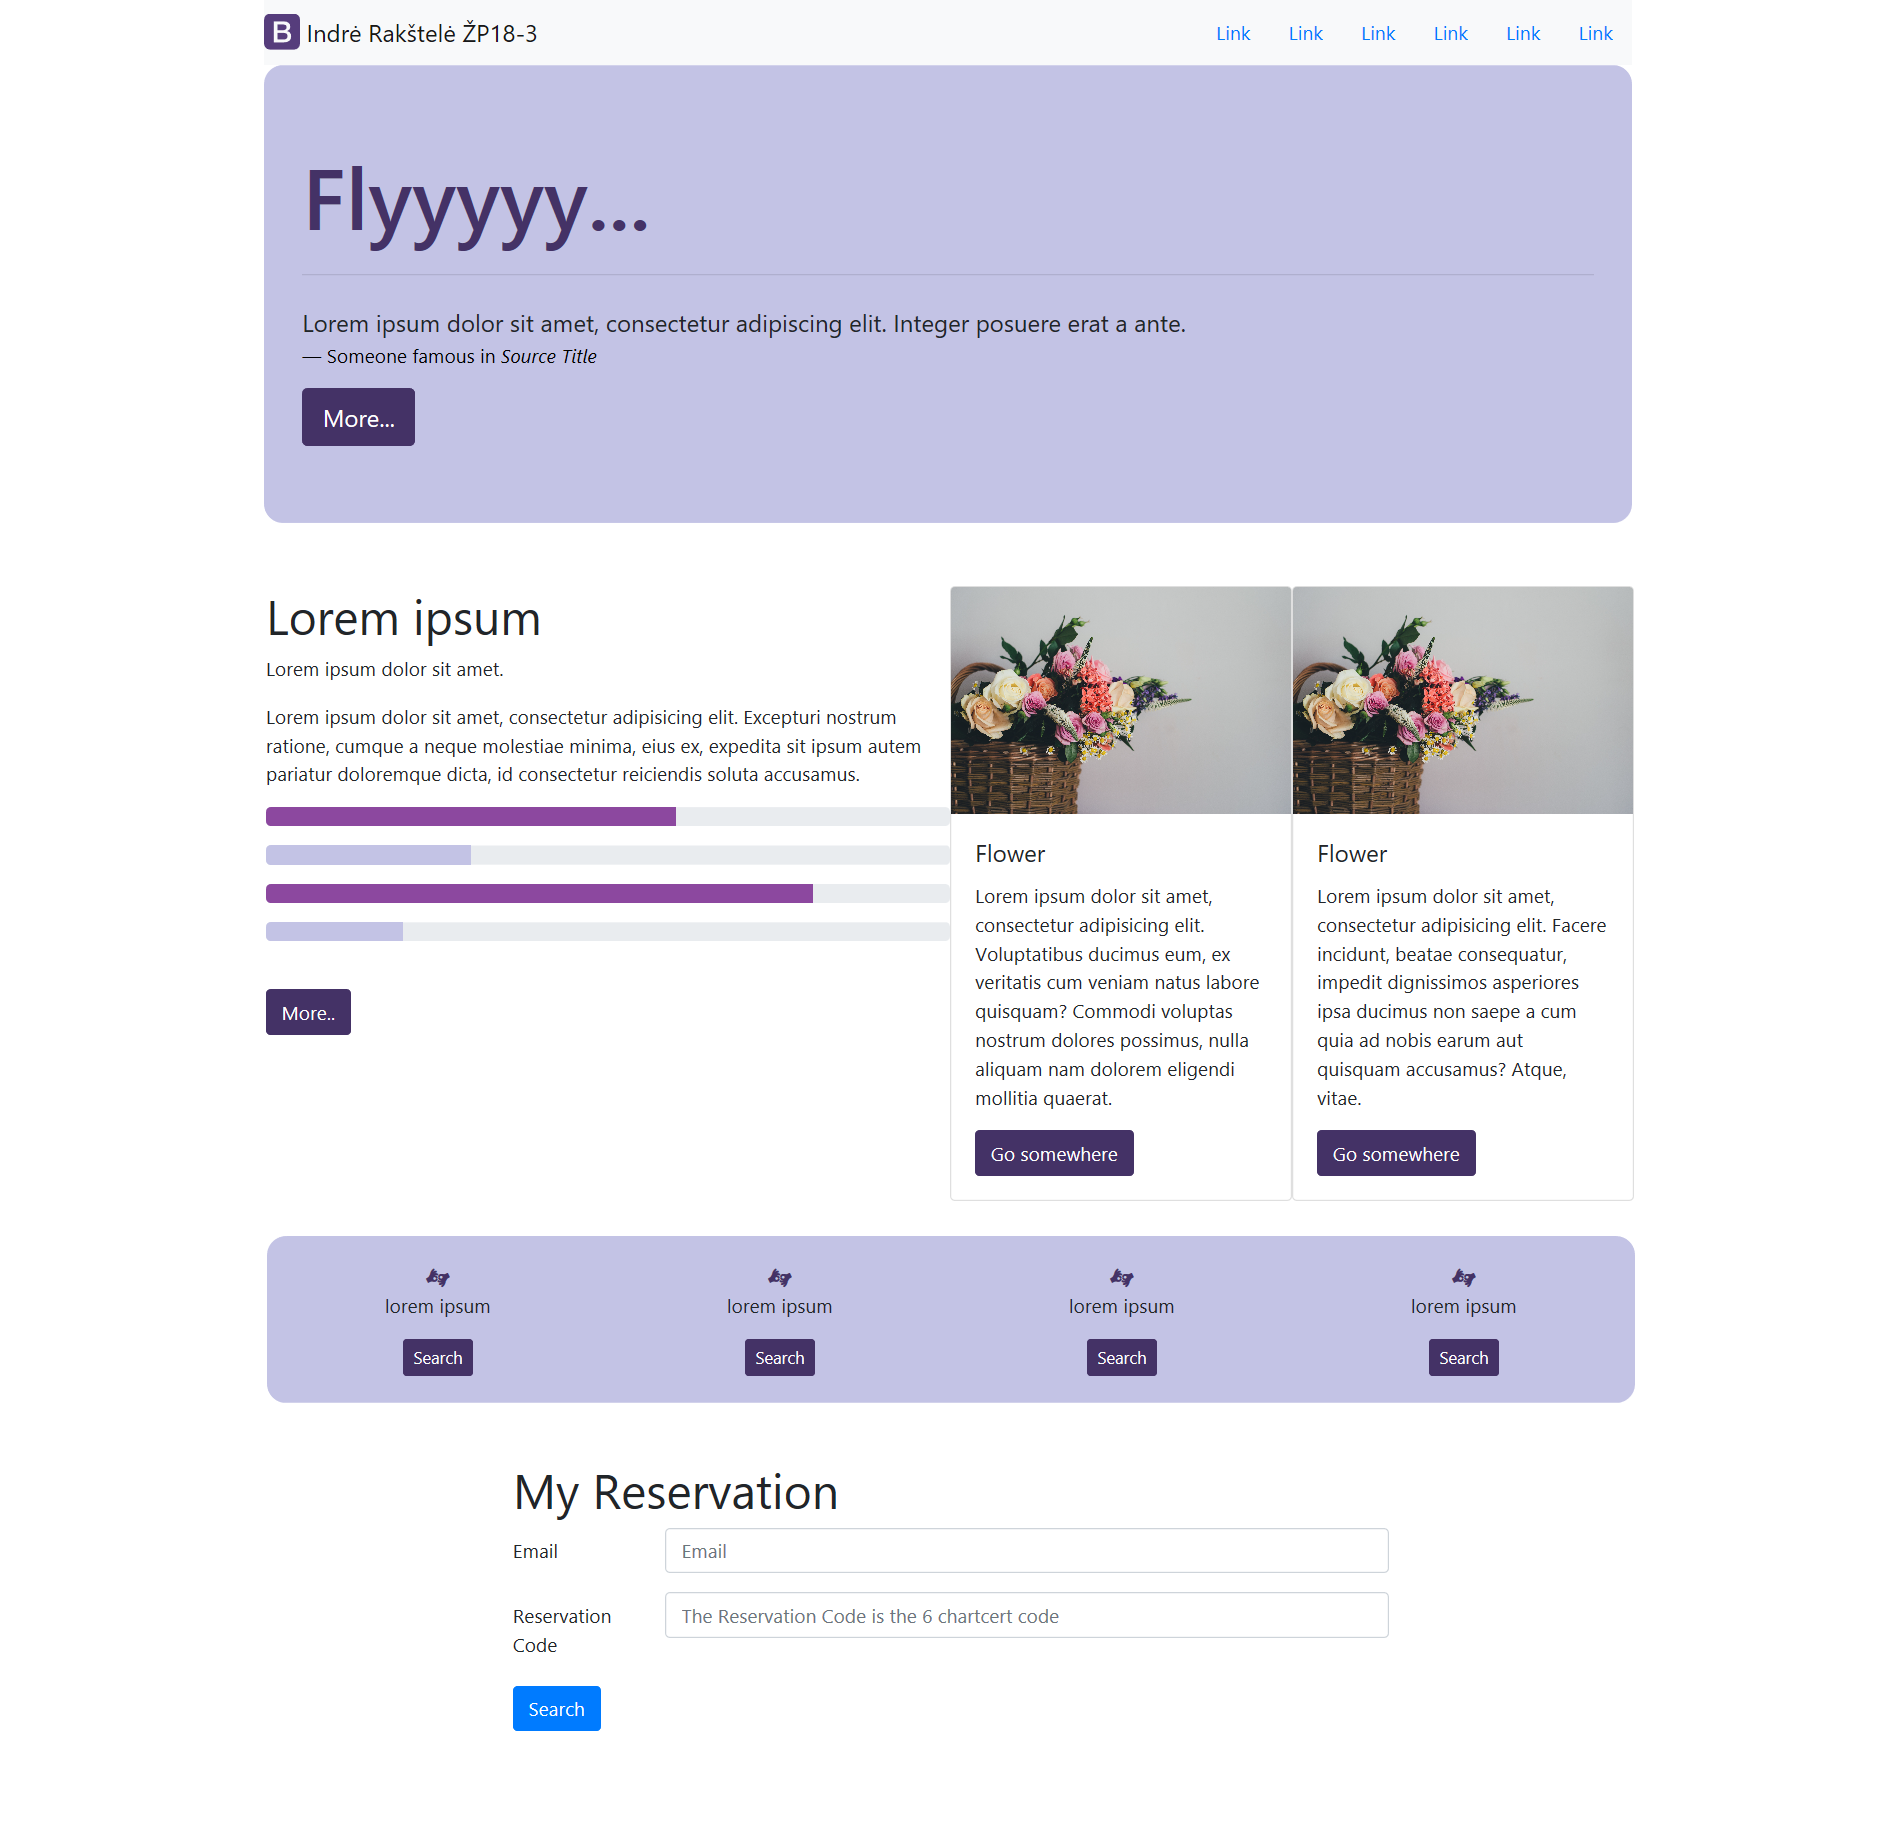 B Indrė Rakštelė ŽP18-3
Link Link Link Link Link Link
Flyyyyy...
Lorem ipsum dolor sit amet, consectetur adipiscing elit. Integer posuere erat a ante.
— Someone famous in Source Title
More...
Lorem ipsum
Lorem ipsum dolor sit amet.
Lorem ipsum dolor sit amet, consectetur adipisicing elit. Excepturi nostrum
ratione, cumque a neque molestiae minima, eius ex, expedita sit ipsum autem
pariatur doloremque dicta, id consectetur reiciendis soluta accusamus.
More..
Flower
Lorem ipsum dolor sit amet,
consectetur adipisicing elit.
Voluptatibus ducimus eum, ex
veritatis cum veniam natus labore
quisquam? Commodi voluptas
nostrum dolores possimus, nulla
aliquam nam dolorem eligendi
mollitia quaerat.
Go somewhere
Flower
Lorem ipsum dolor sit amet,
consectetur adipisicing elit. Facere
incidunt, beatae consequatur,
impedit dignissimos asperiores
ipsa ducimus non saepe a cum
quia ad nobis earum aut
quisquam accusamus? Atque,
vitae.
Go somewhere
lorem ipsum
Search
lorem ipsum
Search
lorem ipsum
Search
lorem ipsum
Search
My Reservation
Email
Email
Reservation
Code
The Reservation Code is the 6 chartcert code
Search